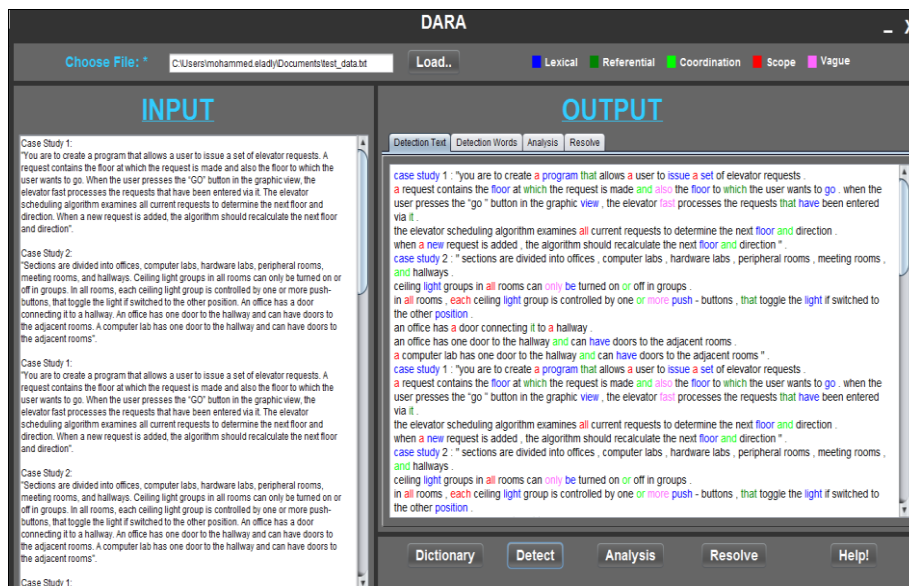 DARA
_ X
Choose File: *
C:\Users\mohammed.eladly\Documents\test_data.txt
Load..
Lexical
Referential
Coordination
Scope
Vague
INPUT
Case Study 1:
"You are to create a program that allows a user to issue a set of elevator requests. A
request contains the floor at which the request is made and also the floor to which the
user wants to go. When the user presses the "GO" button in the graphic view, the
elevator fast processes the requests that have been entered via it. The elevator
scheduling algorithm examines all current requests to determine the next floor and
direction. When a new request is added, the algorithm should recalculate the next floor
and direction".
Case Study 2:
"Sections are divided into offices, computer labs, hardware labs, peripheral rooms,
meeting rooms, and hallways. Ceiling light groups in all rooms can only be turned on or
off in groups. In all rooms, each ceiling light group is controlled by one or more push-
buttons, that toggle the light if switched to the other position. An office has a door
connecting it to a hallway. An office has one door to the hallway and can have doors to
the adjacent rooms. A computer lab has one door to the hallway and can have doors to
the adjacent rooms".
Case Study 1:
"You are to create a program that allows a user to issue a set of elevator requests. A
request contains the floor at which the request is made and also the floor to which the
user wants to go. When the user presses the "GO" button in the graphic view, the
elevator fast processes the requests that have been entered via it. The elevator
scheduling algorithm examines all current requests to determine the next floor and
direction. When a new request is added, the algorithm should recalculate the next floor
and direction".
Case Study 2:
"Sections are divided into offices, computer labs, hardware labs, peripheral rooms,
meeting rooms, and hallways. Ceiling light groups in all rooms can only be turned on or
off in groups. In all rooms, each ceiling light group is controlled by one or more push-
buttons, that toggle the light if switched to the other position. An office has a door
connecting it to a hallway. An office has one door to the hallway and can have doors to
the adjacent rooms. A computer lab has one door to the hallway and can have doors to
the adjacent rooms".
Case Study 1:
OUTPUT
Detection Text
Detection Words
Analysis
Resolve
case study 1 : "you are to create a program that allows a user to issue a set of elevator requests .
a request contains the floor at which the request is made and also the floor to which the user wants to go . when the
user presses the "go " button in the graphic view , the elevator fast processes the requests that have been entered
via it .
the elevator scheduling algorithm examines all current requests to determine the next floor and direction .
when a new request is added , the algorithm should recalculate the next floor and direction " .
case study 2 : " sections are divided into offices , computer labs , hardware labs , peripheral rooms , meeting rooms ,
and hallways .
ceiling light groups in all rooms can only be turned on or off in groups .
in all rooms , each ceiling light group is controlled by one or more push - buttons , that toggle the light if switched to
the other position .
an office has a door connecting it to a hallway .
an office has one door to the hallway and can have doors to the adjacent rooms .
a computer lab has one door to the hallway and can have doors to the adjacent rooms " .
case study 1 : "you are to create a program that allows a user to issue a set of elevator requests .
a request contains the floor at which the request is made and also the floor to which the user wants to go . when the
user presses the "go " button in the graphic view , the elevator fast processes the requests that have been entered
via it .
the elevator scheduling algorithm examines all current requests to determine the next floor and direction .
when a new request is added , the algorithm should recalculate the next floor and direction " .
case study 2 : " sections are divided into offices , computer labs , hardware labs , peripheral rooms , meeting rooms ,
and hallways .
ceiling light groups in all rooms can only be turned on or off in groups .
in all rooms , each ceiling light group is controlled by one or more push - buttons , that toggle the light if switched to
the other position .
Dictionary
Detect
Analysis
Resolve
Help!